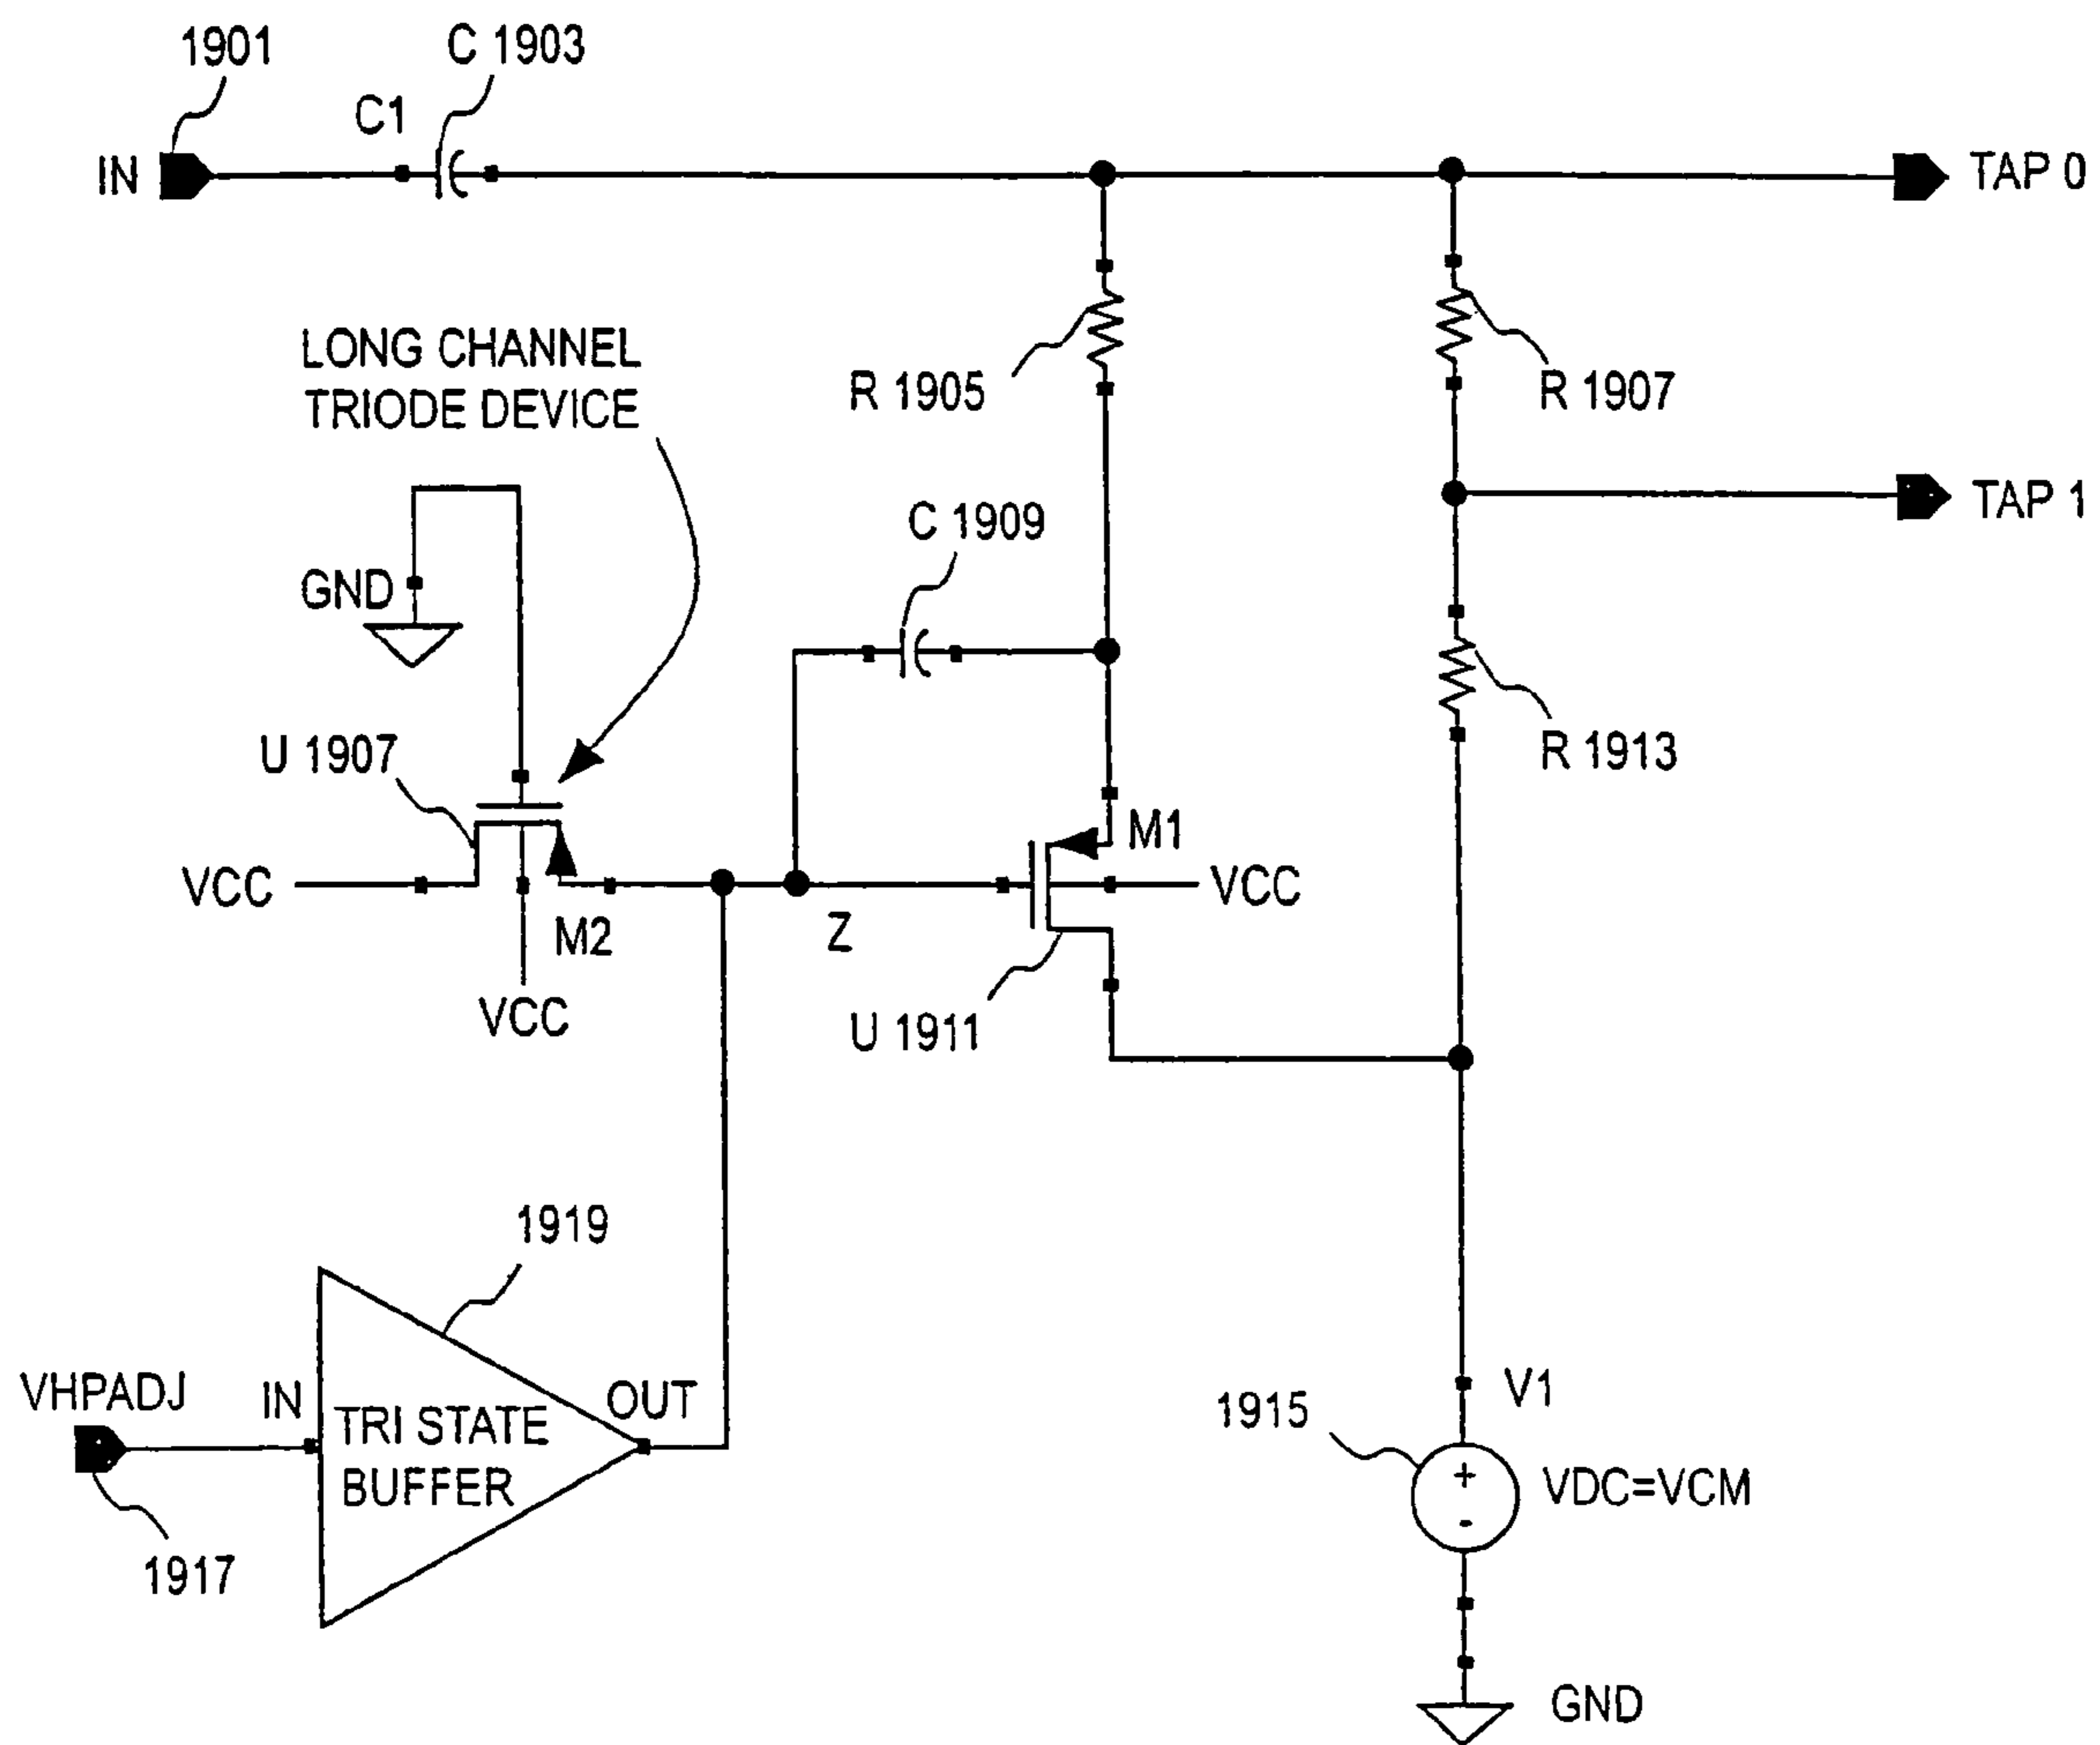 1901
C 1903
C1
IN
TAP 0
LONG CHANNEL
TRIODE DEVICE
R 1905
R 1907
TAP 1
C 1909
GND
U 1907
R 1913
M1
VCC
VCC
Z
M2
VCC
U 1911
1919
VHPADJ
IN
OUT
TRI STATE
BUFFER
1917
V1
1915
VDC=VCM
+
-
GND